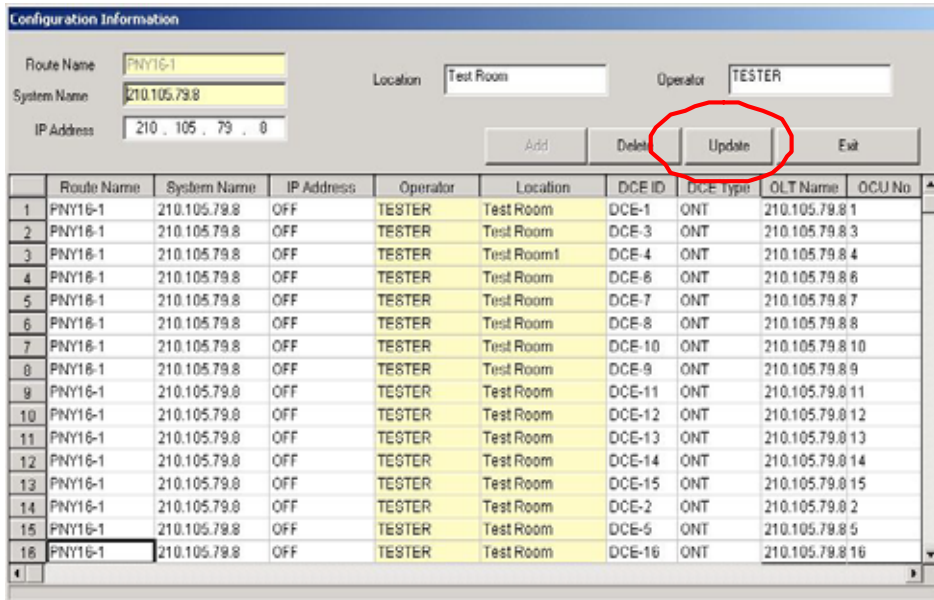 Configuration Information
Route Name PNY16-1 Location Test Room Operator TESTER
System Name 210.105.79.8
IP Address 210 . 105 . 79 . 8
Add Delete Update Exit
Route Name System Name IP Address Operator Location DCE ID DCE Type OLT Name OCU No
1 PNY16-1 210.105.79.8 OFF TESTER Test Room DCE-1 ONT 210.105.79.8 1
2 PNY16-1 210.105.79.8 OFF TESTER Test Room DCE-3 ONT 210.105.79.8 3
3 PNY16-1 210.105.79.8 OFF TESTER Test Room1 DCE-4 ONT 210.105.79.8 4
4 PNY16-1 210.105.79.8 OFF TESTER Test Room DCE-6 ONT 210.105.79.8 6
5 PNY16-1 210.105.79.8 OFF TESTER Test Room DCE-7 ONT 210.105.79.8 7
6 PNY16-1 210.105.79.8 OFF TESTER Test Room DCE-8 ONT 210.105.79.8 8
7 PNY16-1 210.105.79.8 OFF TESTER Test Room DCE-10 ONT 210.105.79.8 10
8 PNY16-1 210.105.79.8 OFF TESTER Test Room DCE-9 ONT 210.105.79.8 9
9 PNY16-1 210.105.79.8 OFF TESTER Test Room DCE-11 ONT 210.105.79.8 11
10 PNY16-1 210.105.79.8 OFF TESTER Test Room DCE-12 ONT 210.105.79.8 12
11 PNY16-1 210.105.79.8 OFF TESTER Test Room DCE-13 ONT 210.105.79.8 13
12 PNY16-1 210.105.79.8 OFF TESTER Test Room DCE-14 ONT 210.105.79.8 14
13 PNY16-1 210.105.79.8 OFF TESTER Test Room DCE-15 ONT 210.105.79.8 15
14 PNY16-1 210.105.79.8 OFF TESTER Test Room DCE-2 ONT 210.105.79.8 2
15 PNY16-1 210.105.79.8 OFF TESTER Test Room DCE-5 ONT 210.105.79.8 5
16 PNY16-1 210.105.79.8 OFF TESTER Test Room DCE-16 ONT 210.105.79.8 16